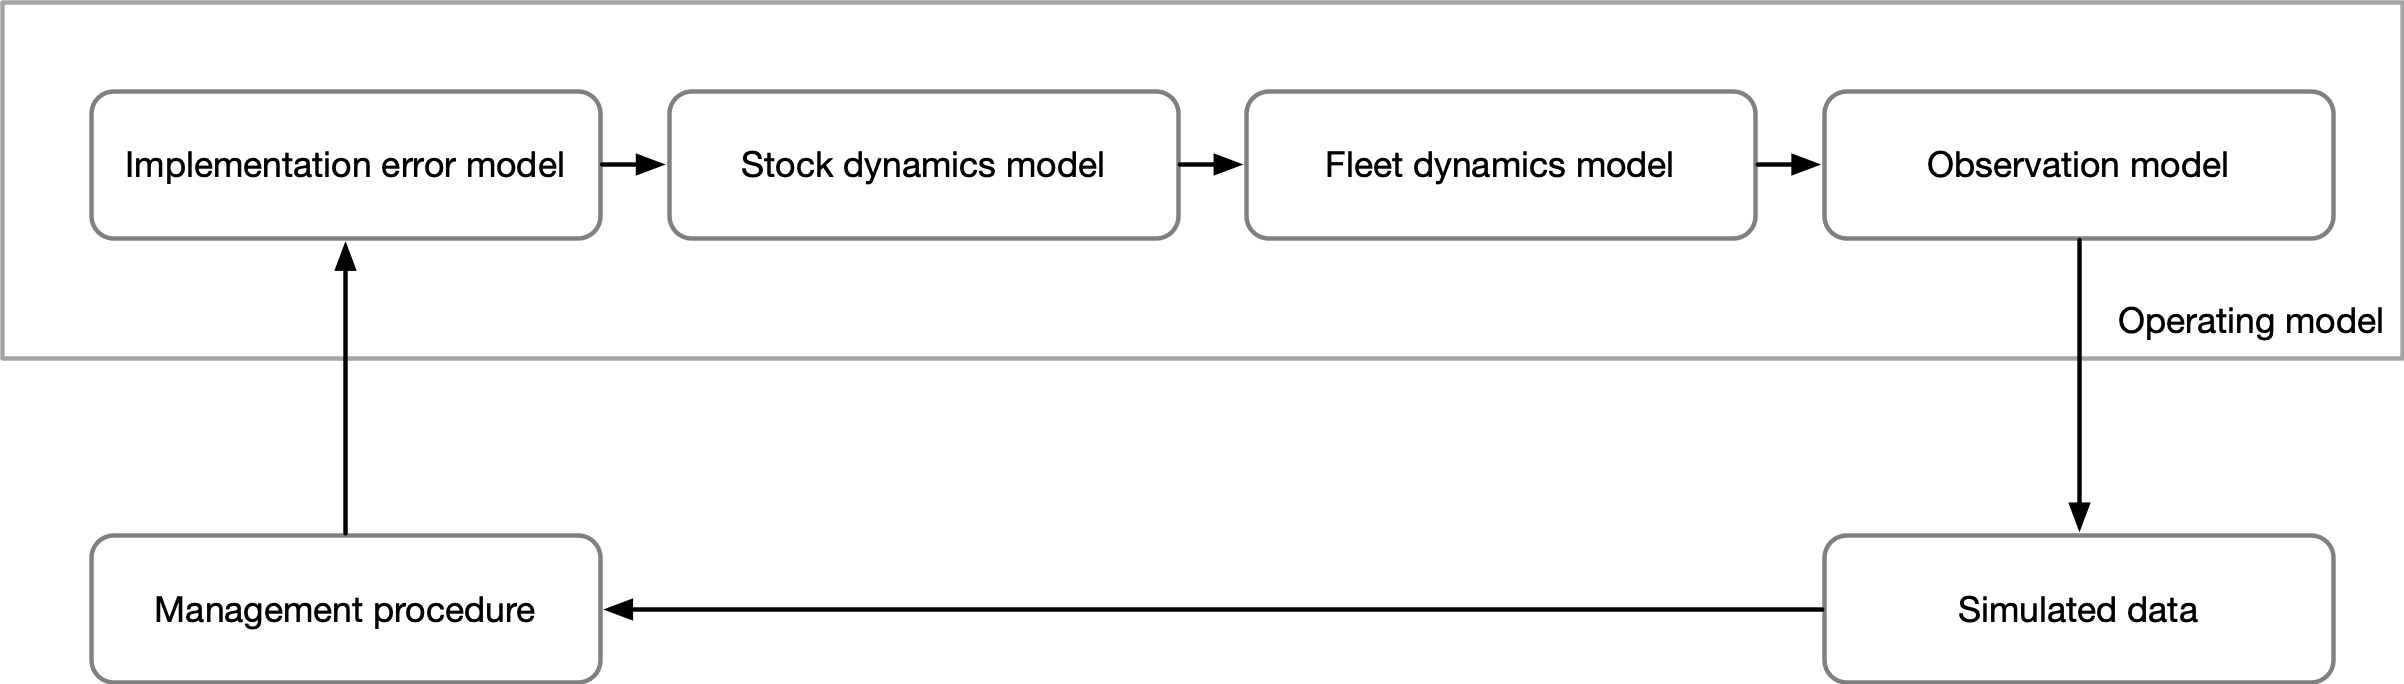 Implementation error model
Stock dynamics model
Fleet dynamics model
Observation model
Operating model
Management procedure
Simulated data